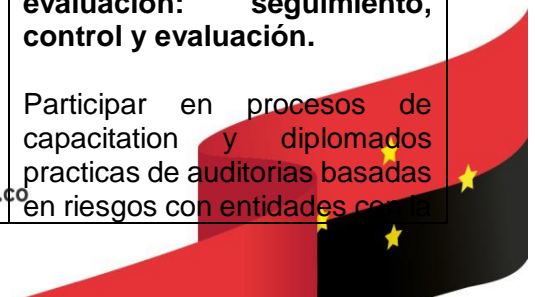 evaluación: seguimiento,
control y evaluación.
Participar en procesos de
capacitation y diplomados
practicas de auditorias basadas
.co
en riesgos con entidades con la